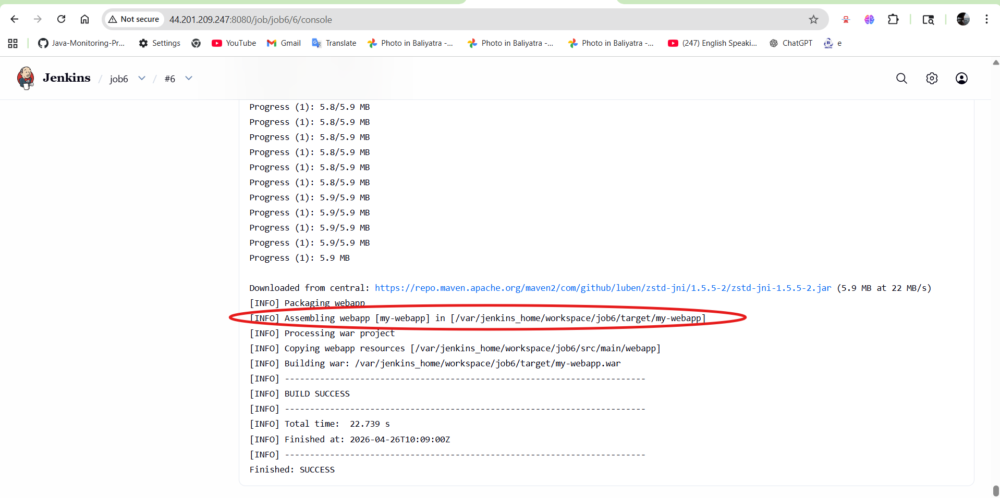 Not secure 44.201.209.247:8080/job/job6/6/console
Java-Monitoring-Pr... Settings YouTube Gmail Translate Photo in Baliyatra -... Photo in Baliyatra -... Photo in Baliyatra -... (247) English Speaki... ChatGPT e
Jenkins / job6 / #6
Progress (1): 5.8/5.9 MB
Progress (1): 5.8/5.9 MB
Progress (1): 5.8/5.9 MB
Progress (1): 5.8/5.9 MB
Progress (1): 5.8/5.9 MB
Progress (1): 5.8/5.9 MB
Progress (1): 5.9/5.9 MB
Progress (1): 5.9/5.9 MB
Progress (1): 5.9/5.9 MB
Progress (1): 5.9/5.9 MB
Progress (1): 5.9 MB
Downloaded from central: https://repo.maven.apache.org/maven2/com/github/luben/zstd-jni/1.5.5-2/zstd-jni-1.5.5-2.jar (5.9 MB at 22 MB/s)
[INFO] Packaging webapp
[INFO] Assembling webapp [my-webapp] in [/var/jenkins_home/workspace/job6/target/my-webapp]
[INFO] Processing war project
[INFO] Copying webapp resources [/var/jenkins_home/workspace/job6/src/main/webapp]
[INFO] Building war: /var/jenkins_home/workspace/job6/target/my-webapp.war
[INFO] ------------------------------------------------------------------------
[INFO] BUILD SUCCESS
[INFO] ------------------------------------------------------------------------
[INFO] Total time:  22.739 s
[INFO] Finished at: 2026-04-26T10:09:00Z
[INFO] ------------------------------------------------------------------------
Finished: SUCCESS